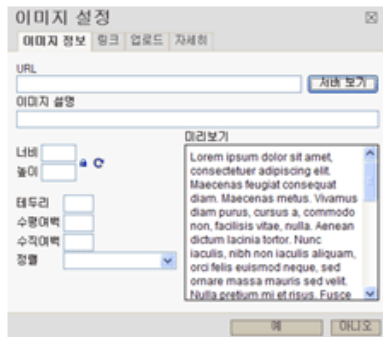 이미지 설정
이미지 정보 링크 업로드 자세히
URL
서버 보기
이미지 설명
미리보기
너비
높이
테두리
수평여백
수직여백
정렬
Lorem ipsum dolor sit amet,
consectetuer adipiscing elit.
Maecenas feugiat consequat
diam. Maecenas metus. Vivamus
diam purus, cursus a, commodo
non, facilisis vitae, nulla. Aenean
dictum lacinia tortor. Nunc
iaculis, nibh non iaculis aliquam,
orci felis euismod neque, sed
ornare massa mauris sed velit.
Nulla pretium mi et risus. Fusce
예 아니오